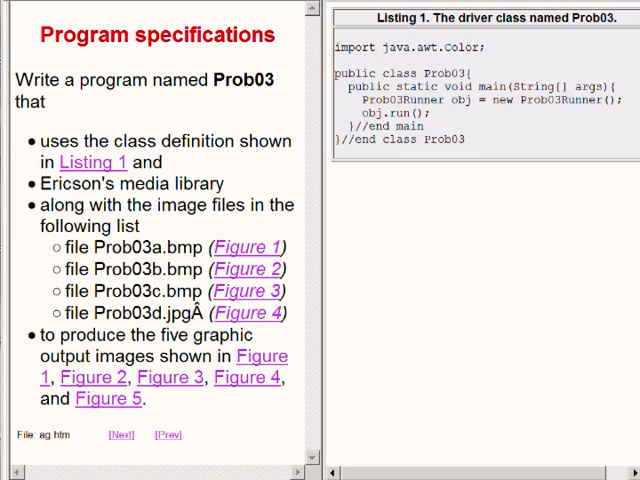 Program specifications
Write a program named Prob03
that
uses the class definition shown
in Listing 1 and
Ericson's media library
along with the image files in the
following list
file Prob03a.bmp (Figure 1)
file Prob03b.bmp (Figure 2)
file Prob03c.bmp (Figure 3)
file Prob03d.jpgÂ (Figure 4)
to produce the five graphic
output images shown in Figure
1, Figure 2, Figure 3, Figure 4,
and Figure 5.
File: ag.htm [Next] [Prev]
Listing 1. The driver class named Prob03.
import java.awt.Color;
public class Prob03{
public static void main(String[] args){
Prob03Runner obj = new Prob03Runner();
obj.run();
}//end main
}//end class Prob03